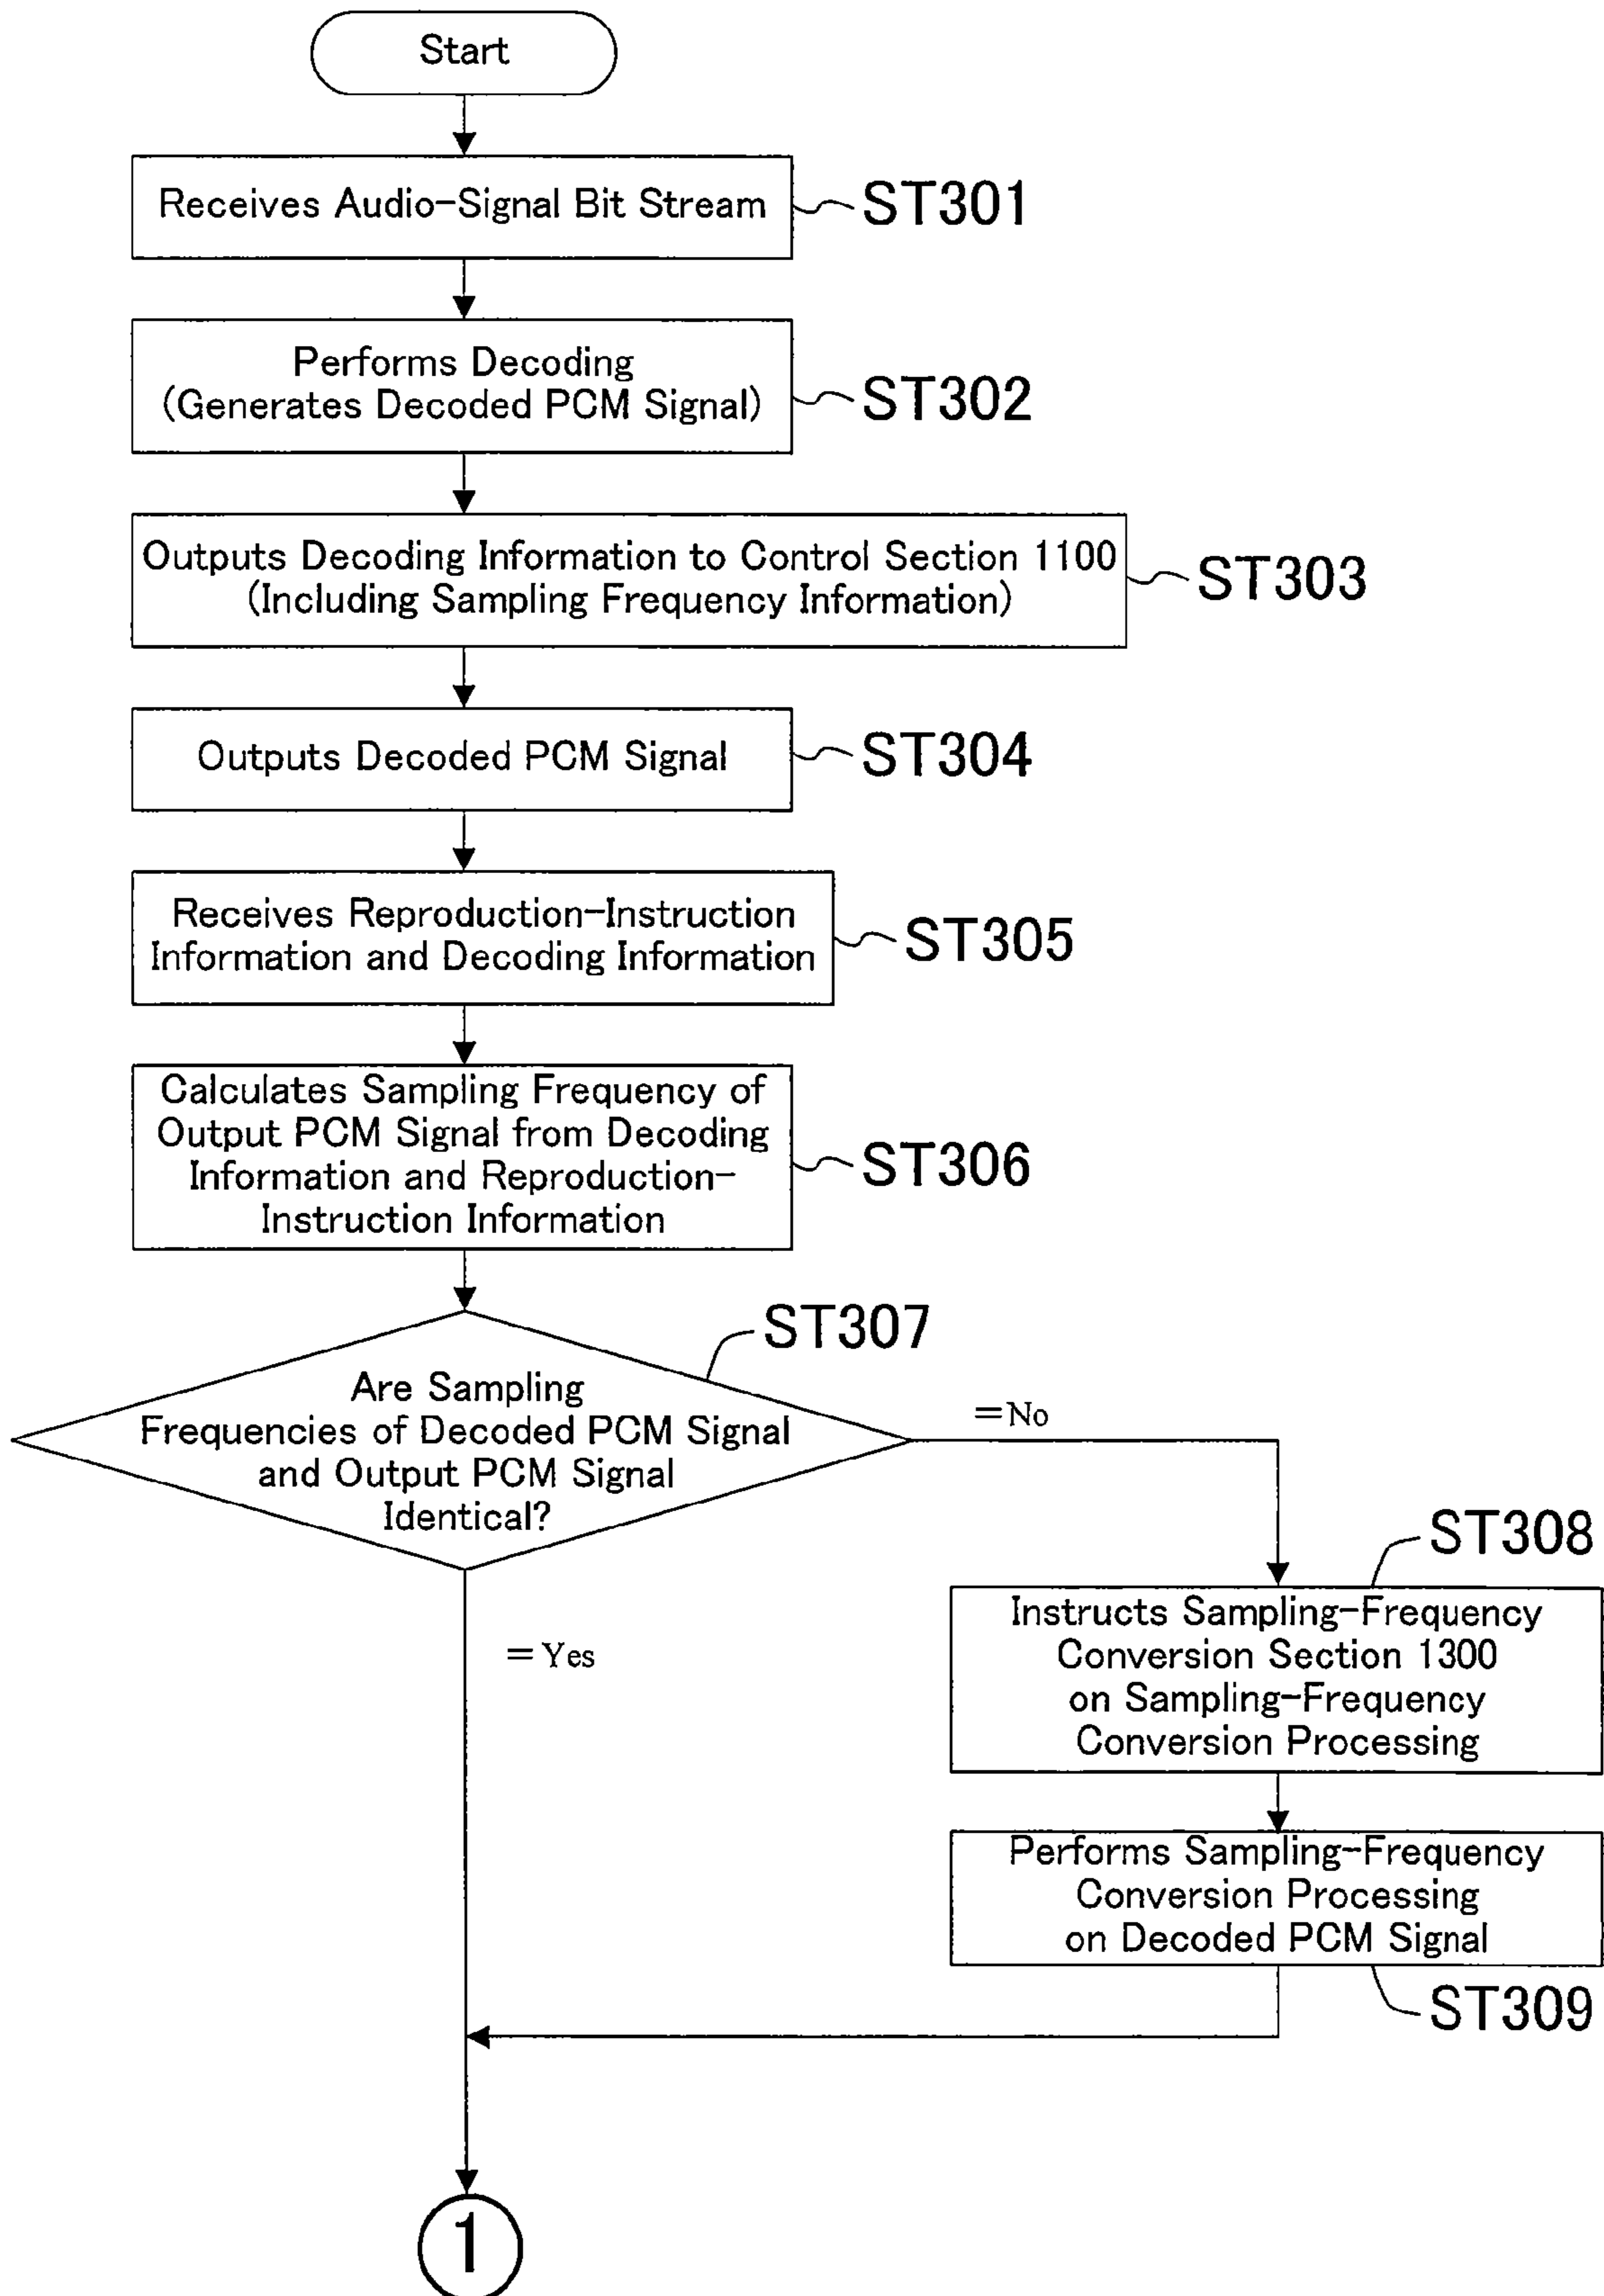 Start
Receives Audio-Signal Bit Stream
ST301
Performs Decoding
(Generates Decoded PCM Signal)
ST302
Outputs Decoding Information to Control Section 1100
(Including Sampling Frequency Information)
ST303
Outputs Decoded PCM Signal
ST304
Receives Reproduction-Instruction
Information and Decoding Information
ST305
Calculates Sampling Frequency of
Output PCM Signal from Decoding
Information and Reproduction-
Instruction Information
ST306
ST307
Are Sampling
Frequencies of Decoded PCM Signal
and Output PCM Signal
Identical?
=No
=Yes
ST308
Instructs Sampling-Frequency
Conversion Section 1300
on Sampling-Frequency
Conversion Processing
Performs Sampling-Frequency
Conversion Processing
on Decoded PCM Signal
ST309
1